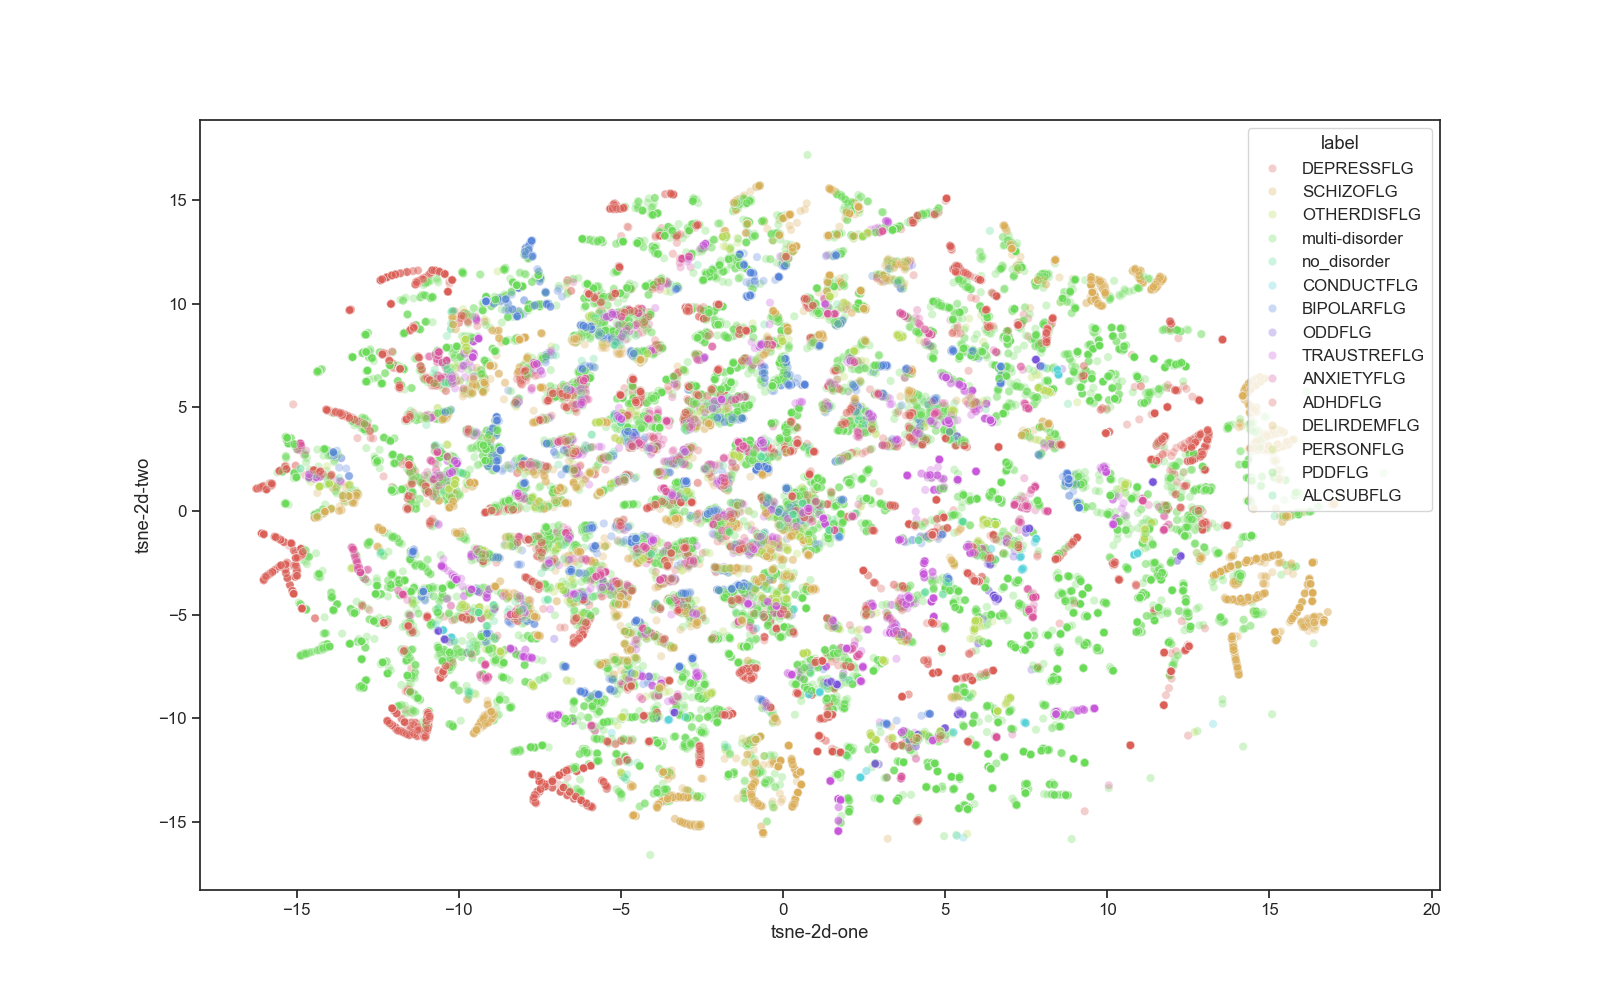 label
DEPRESSFLG
SCHIZOFLG
OTHERDISFLG
multi-disorder
no_disorder
CONDUCTFLG
BIPOLARFLG
ODDFLG
TRAUSTREFLG
ANXIETYFLG
ADHDFLG
DELIRDEMFLG
PERSONFLG
PDDFLG
ALCSUBFLG
15
10
5
0
−5
−10
−15
tsne-2d-two
−15 −10 −5 0 5 10 15 20
tsne-2d-one